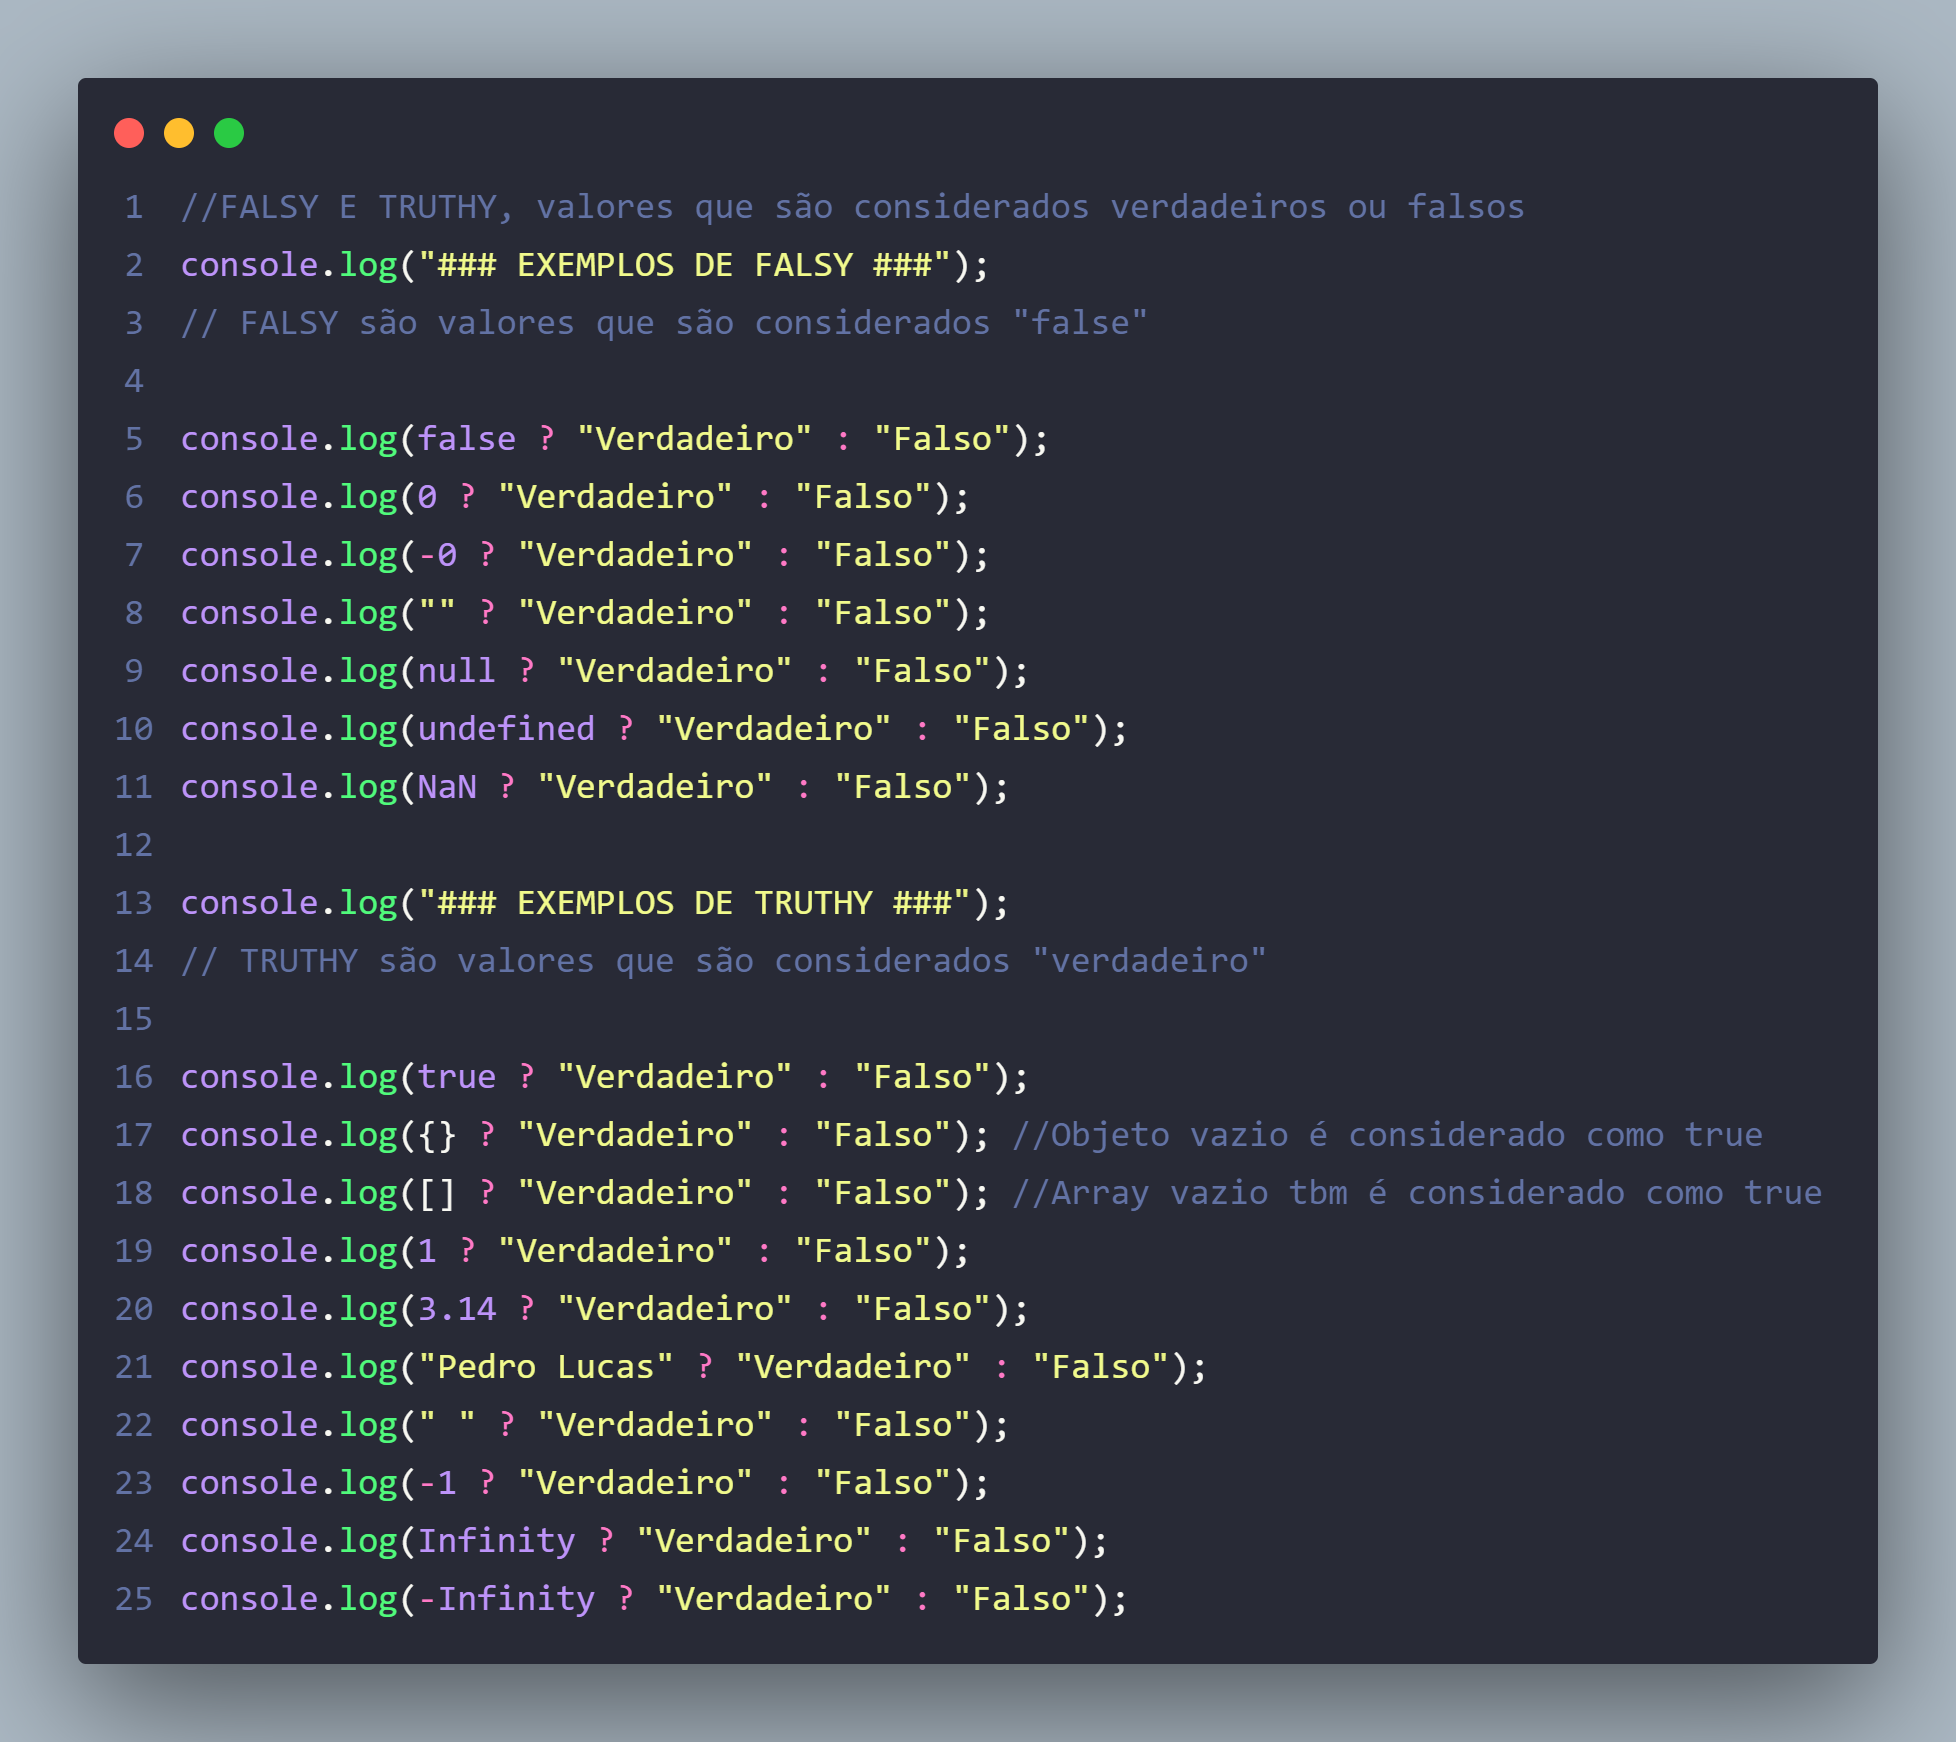 1 //FALSY E TRUTHY, valores que são considerados verdadeiros ou falsos
2 console.log("### EXEMPLOS DE FALSY ###");
3 // FALSY são valores que são considerados "false"
4
5 console.log(false ? "Verdadeiro" : "Falso");
6 console.log(0 ? "Verdadeiro" : "Falso");
7 console.log(-0 ? "Verdadeiro" : "Falso");
8 console.log("" ? "Verdadeiro" : "Falso");
9 console.log(null ? "Verdadeiro" : "Falso");
10 console.log(undefined ? "Verdadeiro" : "Falso");
11 console.log(NaN ? "Verdadeiro" : "Falso");
12
13 console.log("### EXEMPLOS DE TRUTHY ###");
14 // TRUTHY são valores que são considerados "verdadeiro"
15
16 console.log(true ? "Verdadeiro" : "Falso");
17 console.log({} ? "Verdadeiro" : "Falso"); //Objeto vazio é considerado como true
18 console.log([] ? "Verdadeiro" : "Falso"); //Array vazio tbm é considerado como true
19 console.log(1 ? "Verdadeiro" : "Falso");
20 console.log(3.14 ? "Verdadeiro" : "Falso");
21 console.log("Pedro Lucas" ? "Verdadeiro" : "Falso");
22 console.log(" " ? "Verdadeiro" : "Falso");
23 console.log(-1 ? "Verdadeiro" : "Falso");
24 console.log(Infinity ? "Verdadeiro" : "Falso");
25 console.log(-Infinity ? "Verdadeiro" : "Falso");